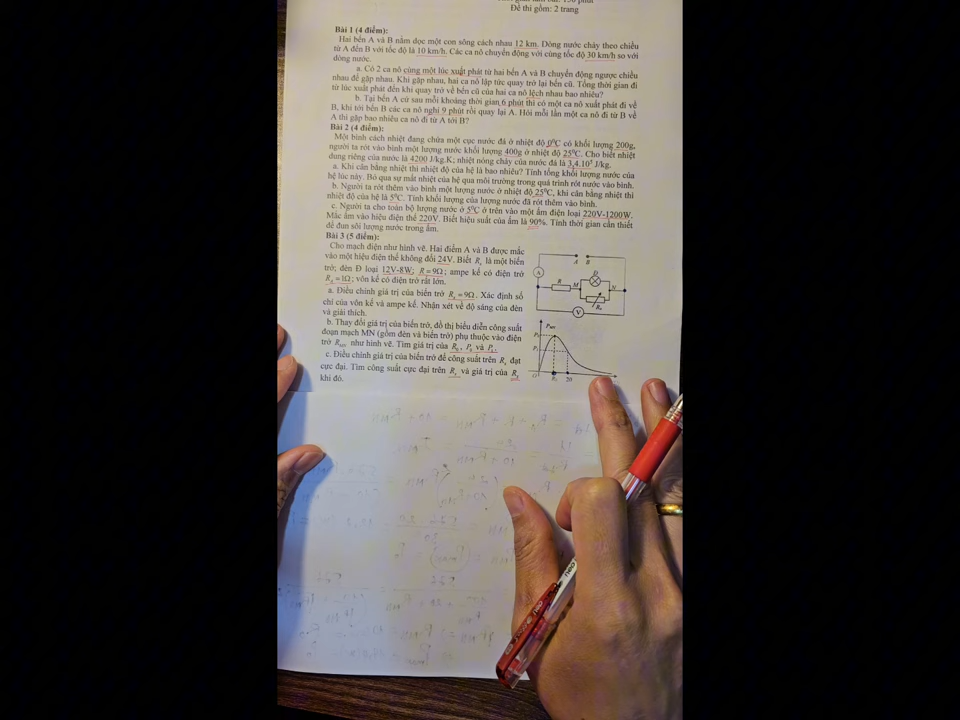 Đề thi gồm: 2 trang
Bài 1 (4 điểm):
Hai bến A và B nằm dọc một con sông cách nhau 12 km. Dòng nước chảy theo chiều
từ A đến B với tốc độ là 10 km/h. Các ca nô chuyển động với cùng tốc độ 30 km/h so với
dòng nước.
a. Có 2 ca nô cùng một lúc xuất phát từ hai bến A và B chuyển động ngược chiều
nhau để gặp nhau. Khi gặp nhau, hai ca nô lập tức quay trở lại bến cũ. Tổng thời gian đi
từ lúc xuất phát đến khi quay trở về bến cũ của hai ca nô lệch nhau bao nhiêu?
b. Tại bến A cứ sau mỗi khoảng thời gian 6 phút thì có một ca nô xuất phát đi về
B, khi tới bến B các ca nô nghỉ 9 phút rồi quay lại A. Hỏi mỗi lần một ca nô đi từ B về
A thì gặp bao nhiêu ca nô đi từ A tới B?
Bài 2 (4 điểm):
Một bình cách nhiệt đang chứa một cục nước đá ở nhiệt độ 0⁰C có khối lượng 200g,
người ta rót vào bình một lượng nước khối lượng 400g ở nhiệt độ 25⁰C. Cho biết nhiệt
dung riêng của nước là 4200 J/kg.K; nhiệt nóng chảy của nước đá là 3,4.10⁵ J/kg.
a. Khi cân bằng nhiệt thì nhiệt độ của hệ là bao nhiêu? Tính tổng khối lượng nước của
hệ lúc này. Bỏ qua sự mất nhiệt của hệ qua môi trường trong quá trình rót nước vào bình.
b. Người ta rót thêm vào bình một lượng nước ở nhiệt độ 25⁰C, khi cân bằng nhiệt thì
nhiệt độ của hệ là 5⁰C. Tính khối lượng của lượng nước đã rót thêm vào bình.
c. Người ta cho toàn bộ lượng nước ở 5⁰C ở trên vào một ấm điện loại 220V-1200W.
Mắc ấm vào hiệu điện thế 220V. Biết hiệu suất của ấm là 90%. Tính thời gian cần thiết
để đun sôi lượng nước trong ấm.
Bài 3 (5 điểm):
Cho mạch điện như hình vẽ. Hai điểm A và B được mắc
vào một hiệu điện thế không đổi 24V. Biết Rₓ là một biến
trở; đèn Đ loại 12V-8W; R = 9Ω; ampe kế có điện trở
R_A = 1Ω; vôn kế có điện trở rất lớn.
a. Điều chỉnh giá trị của biến trở Rₓ = 9Ω. Xác định số
chỉ của vôn kế và ampe kế. Nhận xét về độ sáng của đèn
và giải thích.
b. Thay đổi giá trị của biến trở, đồ thị biểu diễn công suất
đoạn mạch MN (gồm đèn và biến trở) phụ thuộc vào điện
trở R_MN như hình vẽ. Tìm giá trị của R₀, P₀ và P₁.
c. Điều chỉnh giá trị của biến trở để công suất trên Rₓ đạt
cực đại. Tìm công suất cực đại trên Rₓ và giá trị của Rₓ
khi đó.
A B
A
R M Đ N
Rₓ
V
P_MN
20